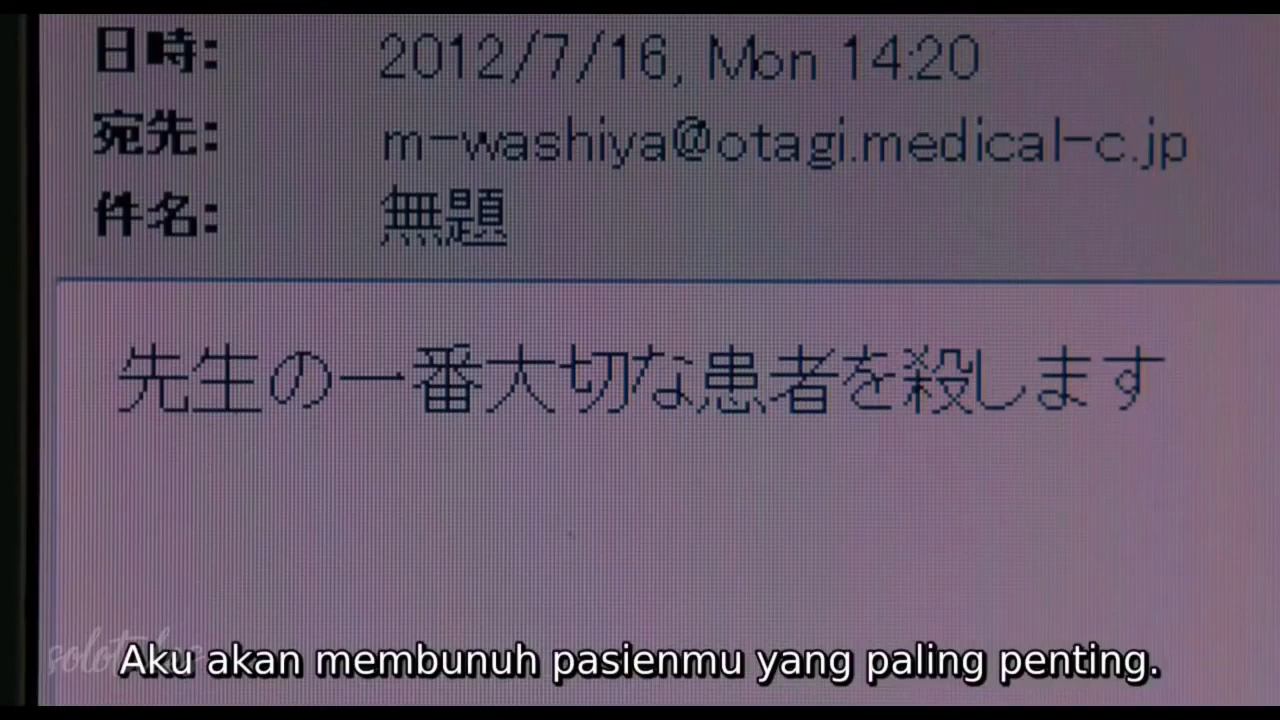 日時: 2012/7/16, Mon 14:20
宛先: m-washiya@otagi.medical-c.jp
件名: 無題
先生の一番大切な患者を殺します
Aku akan membunuh pasienmu yang paling penting.